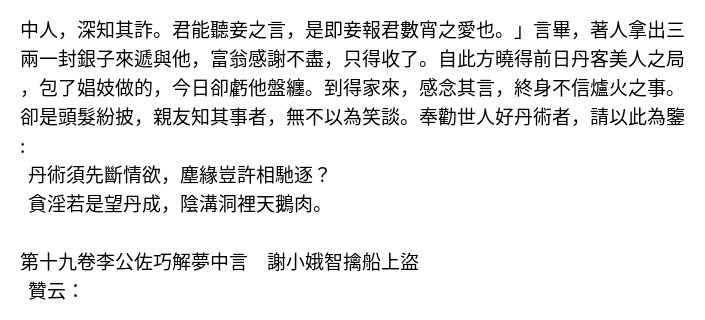 中人，深知其詐。君能聽妾之言，是即妾報君數宵之愛也。」言畢，著人拿出三
兩一封銀子來遞與他，富翁感謝不盡，只得收了。自此方曉得前日丹客美人之局
，包了娼妓做的，今日卻虧他盤纏。到得家來，感念其言，終身不信爐火之事。
卻是頭髮紛披，親友知其事者，無不以為笑談。奉勸世人好丹術者，請以此為鑒
:
丹術須先斷情欲，塵緣豈許相馳逐？
貪淫若是望丹成，陰溝洞裡天鵝肉。
第十九卷李公佐巧解夢中言　謝小娥智擒船上盜
贊云：